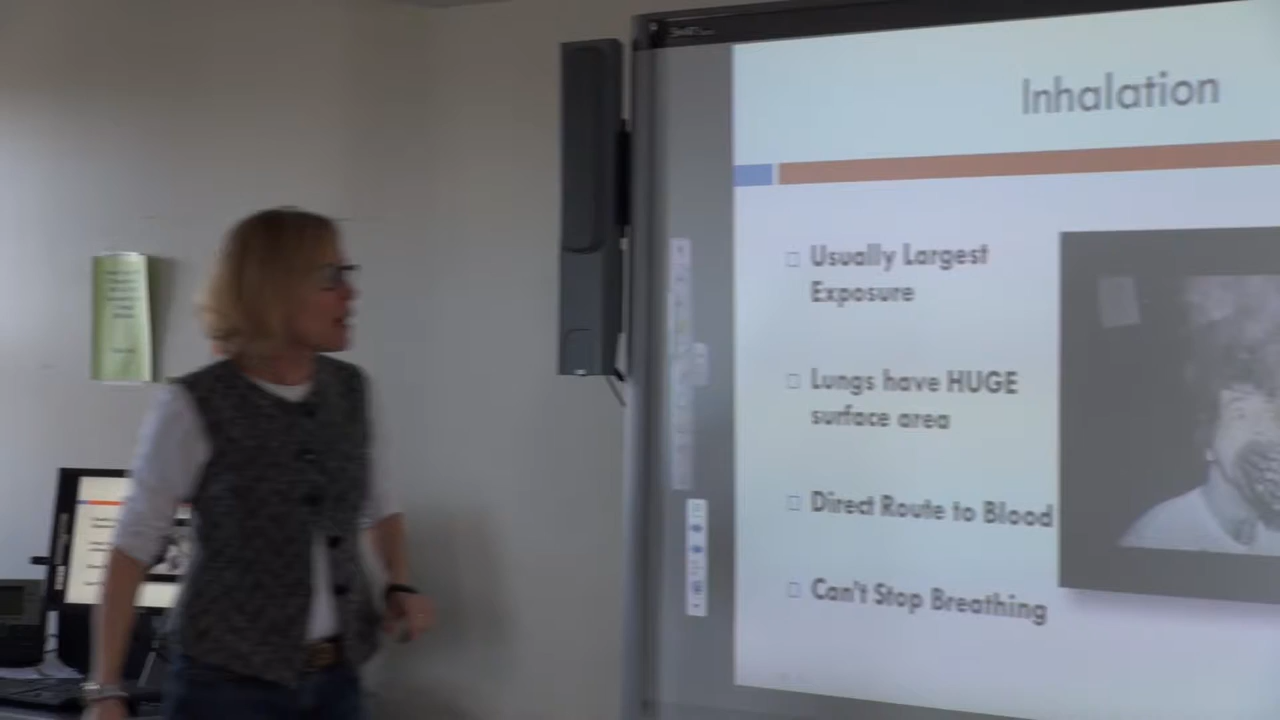 Inhalation
Usually Largest
Exposure
Lungs have HUGE
surface area
Direct Route to Blood
Can't Stop Breathing